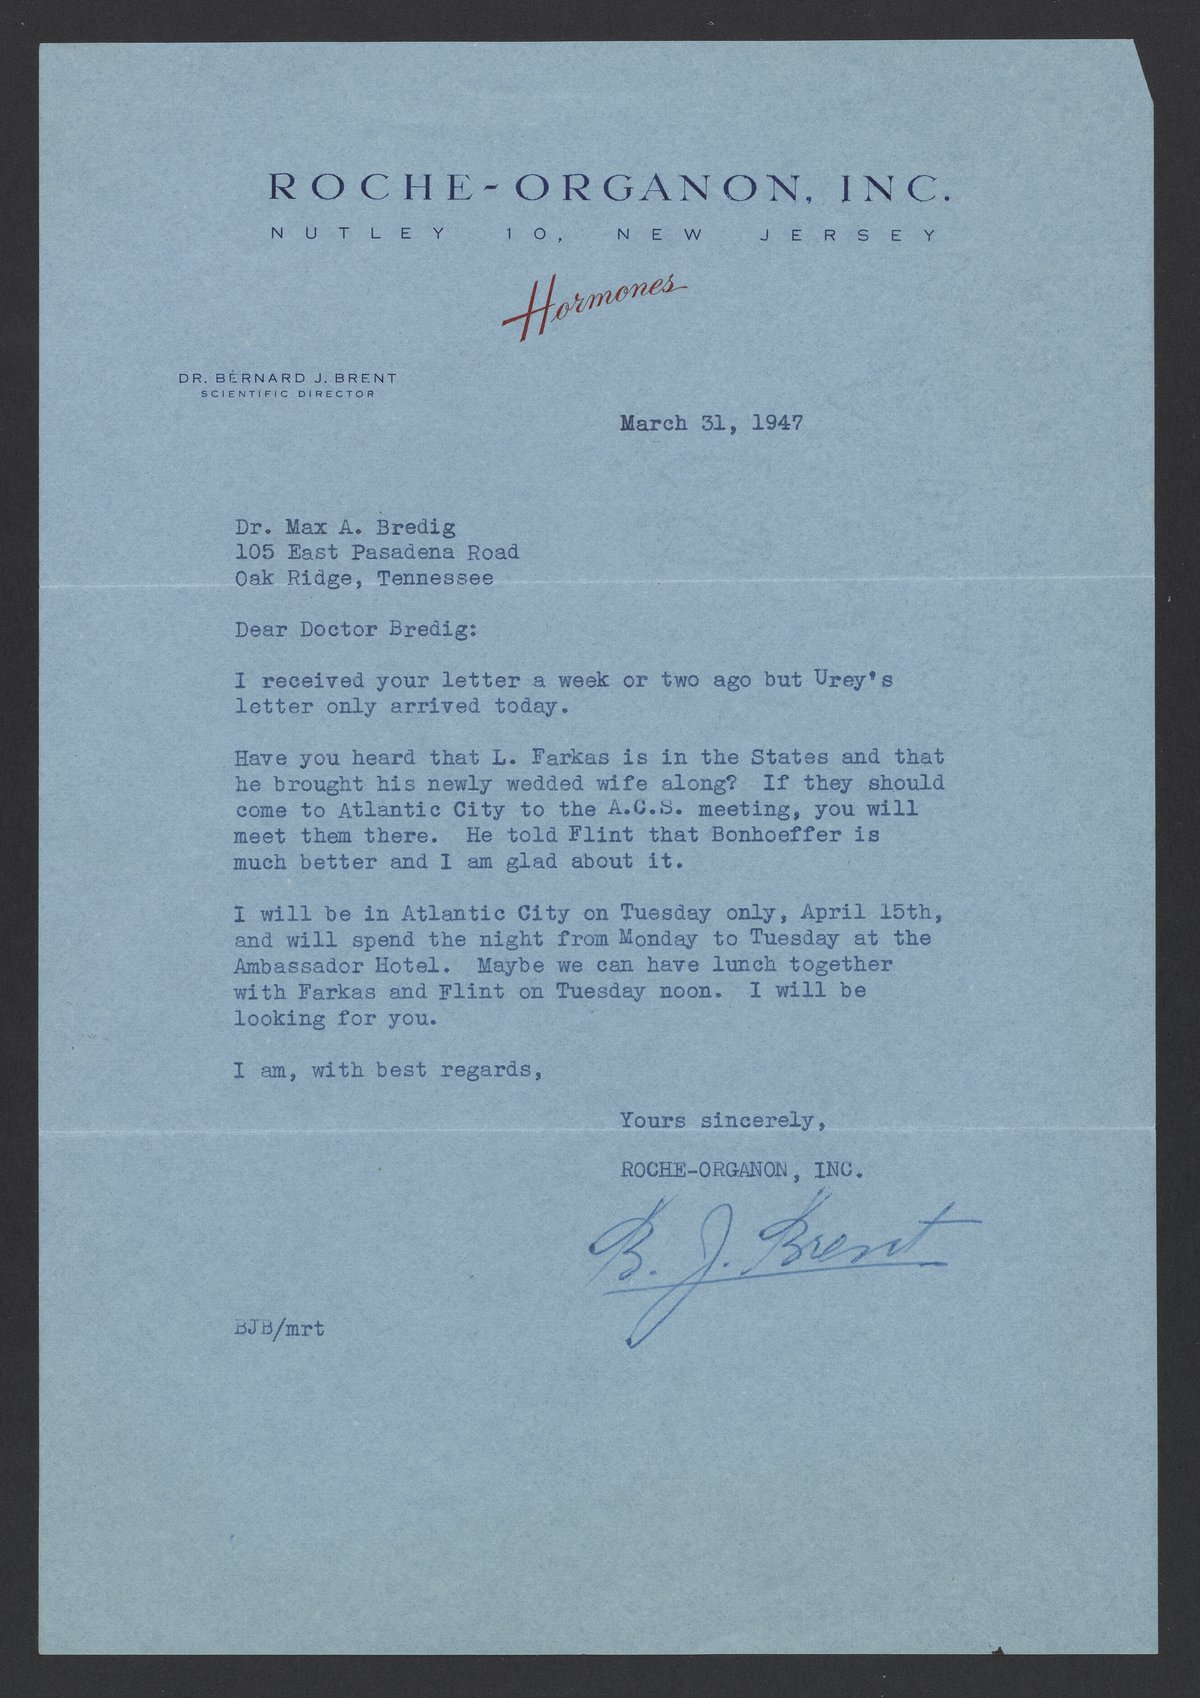 ROCHE-ORGANON, INC.
NUTLEY 10, NEW JERSEY
Hormones
DR. BERNARD J. BRENT
SCIENTIFIC DIRECTOR
March 31, 1947
Dr. Max A. Bredig
105 East Pasadena Road
Oak Ridge, Tennessee
Dear Doctor Bredig:
I received your letter a week or two ago but Urey's
letter only arrived today.
Have you heard that L. Farkas is in the States and that
he brought his newly wedded wife along? If they should
come to Atlantic City to the A.C.S. meeting, you will
meet them there. He told Flint that Bonhoeffer is
much better and I am glad about it.
I will be in Atlantic City on Tuesday only, April 15th,
and will spend the night from Monday to Tuesday at the
Ambassador Hotel. Maybe we can have lunch together
with Farkas and Flint on Tuesday noon. I will be
looking for you.
I am, with best regards,
Yours sincerely,
ROCHE-ORGANON, INC.
B. J. Brent
BJB/mrt